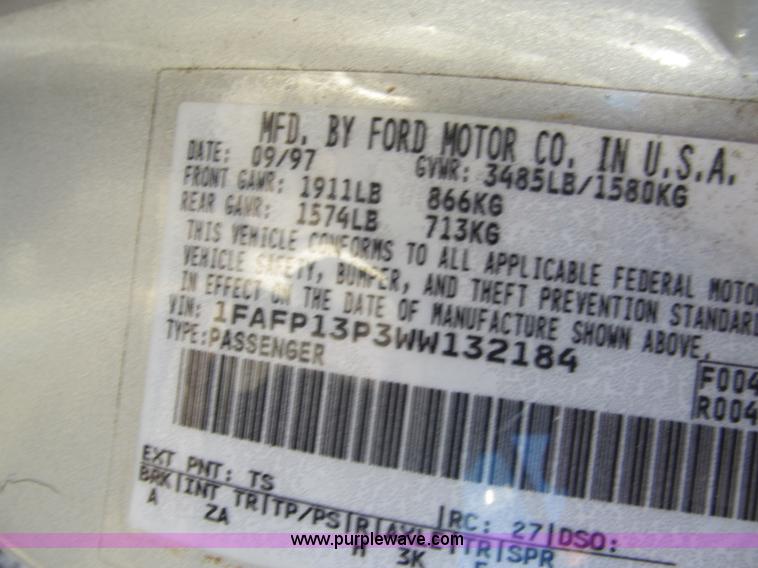 MFD. BY FORD MOTOR CO. IN U.S.A.
DATE: 09/97 GVWR: 3485LB/1580KG
FRONT GAWR: 1911LB 866KG
REAR GAWR: 1574LB 713KG
THIS VEHICLE CONFORMS TO ALL APPLICABLE FEDERAL MOTO
VEHICLE SAFETY, BUMPER, AND THEFT PREVENTION STANDARD
IN EFFECT ON THE DATE OF MANUFACTURE SHOWN ABOVE.
VIN: 1FAFP13P3WW132184
TYPE: PASSENGER
F004
R004
EXT PNT: TS RC: 27 DSO:
BRK INT TR TP/PS R AXLE TR SPR
A ZA 3K
www.purplewave.com